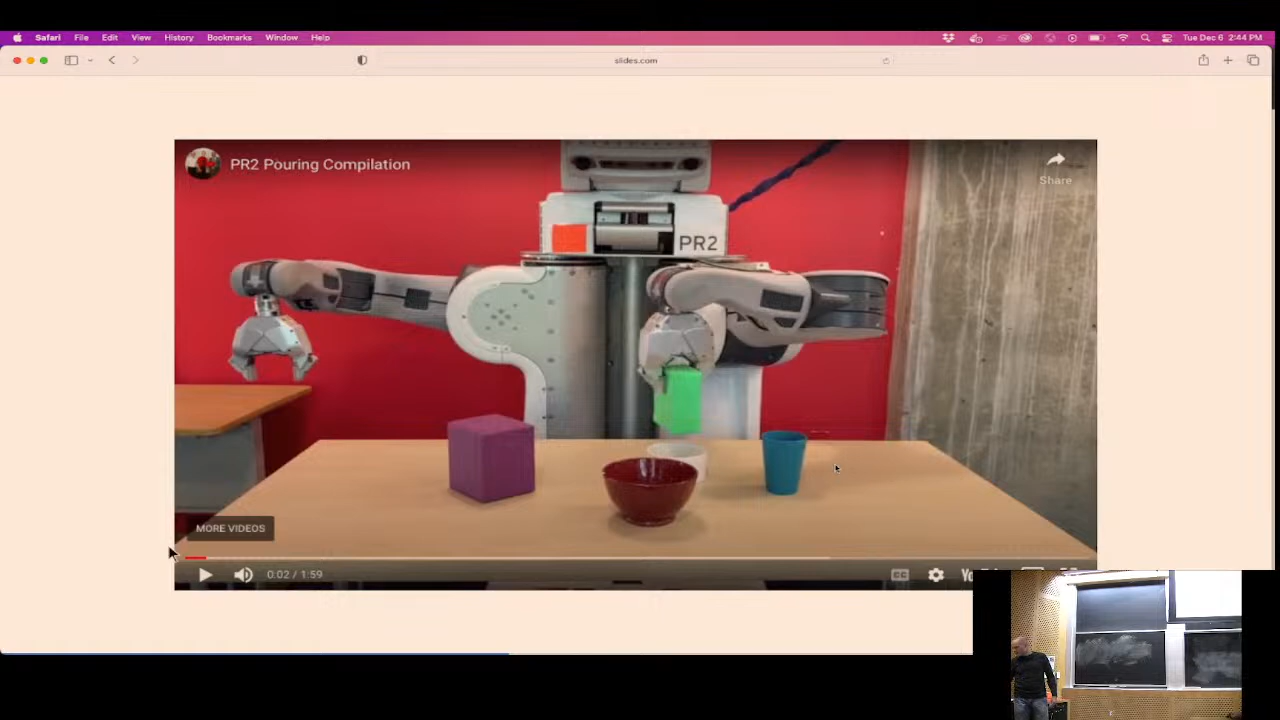 Safari File Edit View History Bookmarks Window Help Tue Dec 6 2:44 PM
slides.com
PR2 Pouring Compilation
Share
PR2
MORE VIDEOS
0:02 / 1:59
CC